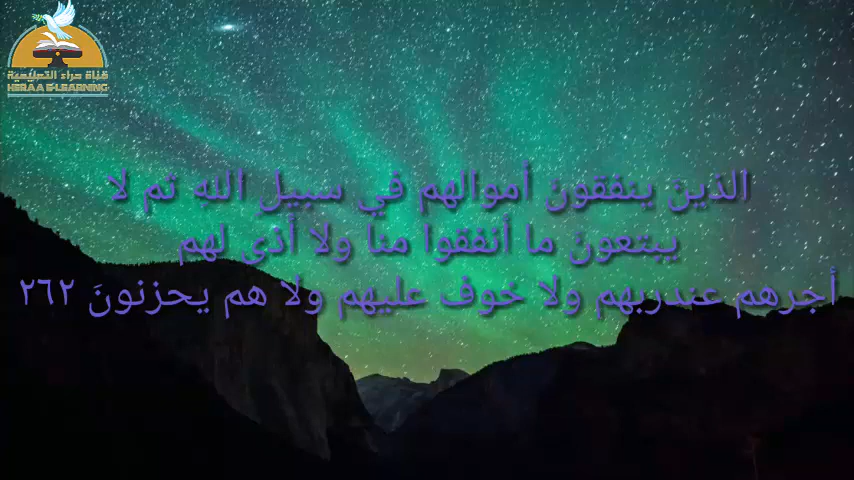 قناة حراء التعليمية
HERAA E-LEARNING
الذينَ ينفقون أموالهم في سبيلِ اللهِ ثم لا
يبتعونَ ما أنفقوا منا ولا أذى لهم
أجرهم عندربهم ولا خوف عليهم ولا هم يحزنونَ ٢٦٢